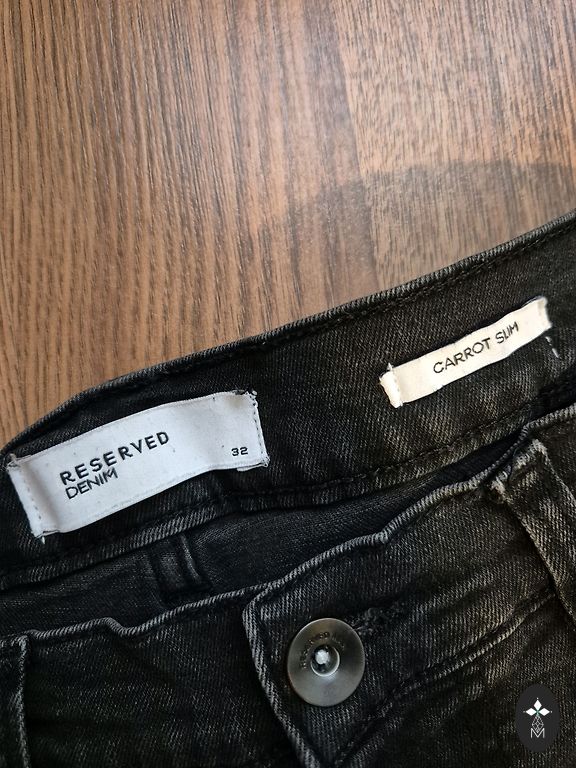 RESERVED
DENIM
32
CARROT SLIM